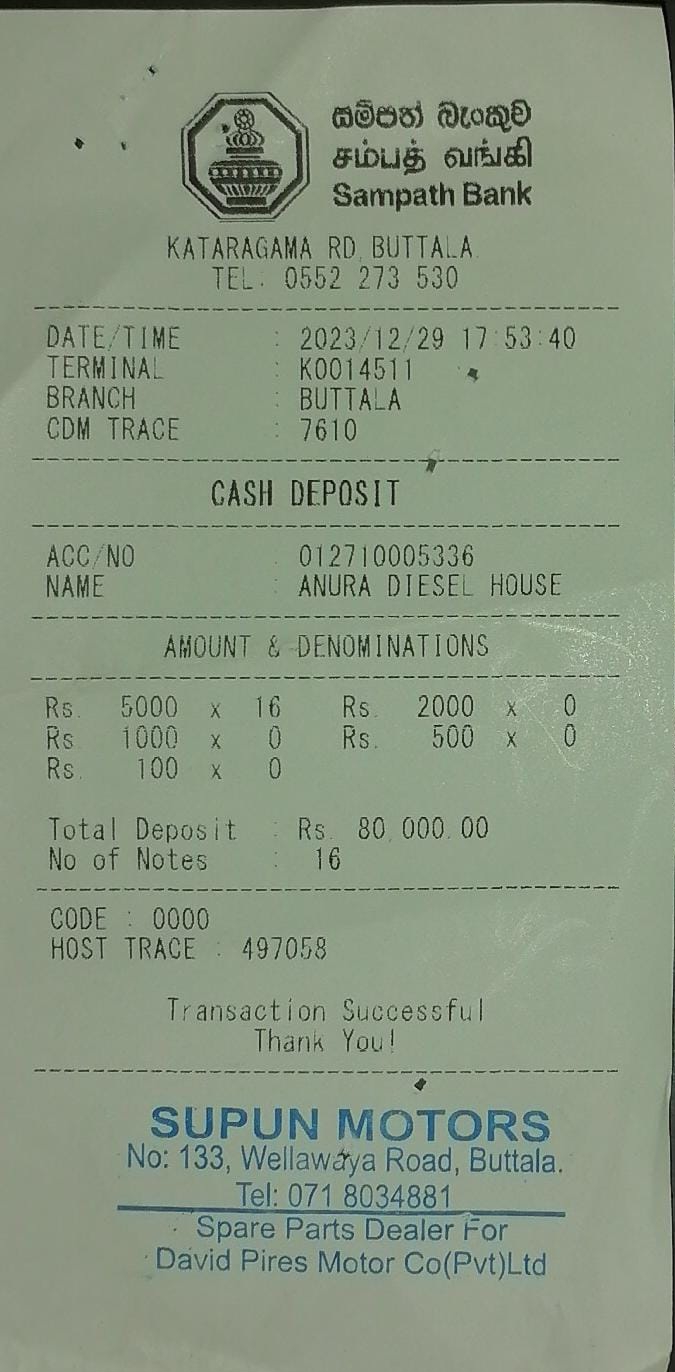 සම්පත් බැංකුව
சம்பத் வங்கி
Sampath Bank
KATARAGAMA RD, BUTTALA.
TEL: 0552 273 530
DATE/TIME : 2023/12/29 17:53:40
TERMINAL : K0014511
BRANCH : BUTTALA
CDM TRACE : 7610
CASH DEPOSIT
ACC/NO : 012710005336
NAME : ANURA DIESEL HOUSE
AMOUNT & DENOMINATIONS
Rs. 5000 x 16 Rs. 2000 x 0
Rs. 1000 x 0 Rs. 500 x 0
Rs. 100 x 0
Total Deposit : Rs. 80,000.00
No of Notes : 16
CODE : 0000
HOST TRACE : 497058
Transaction Successful
Thank You!
SUPUN MOTORS
No: 133, Wellawaya Road, Buttala.
Tel: 071 8034881
Spare Parts Dealer For
David Pires Motor Co(Pvt)Ltd